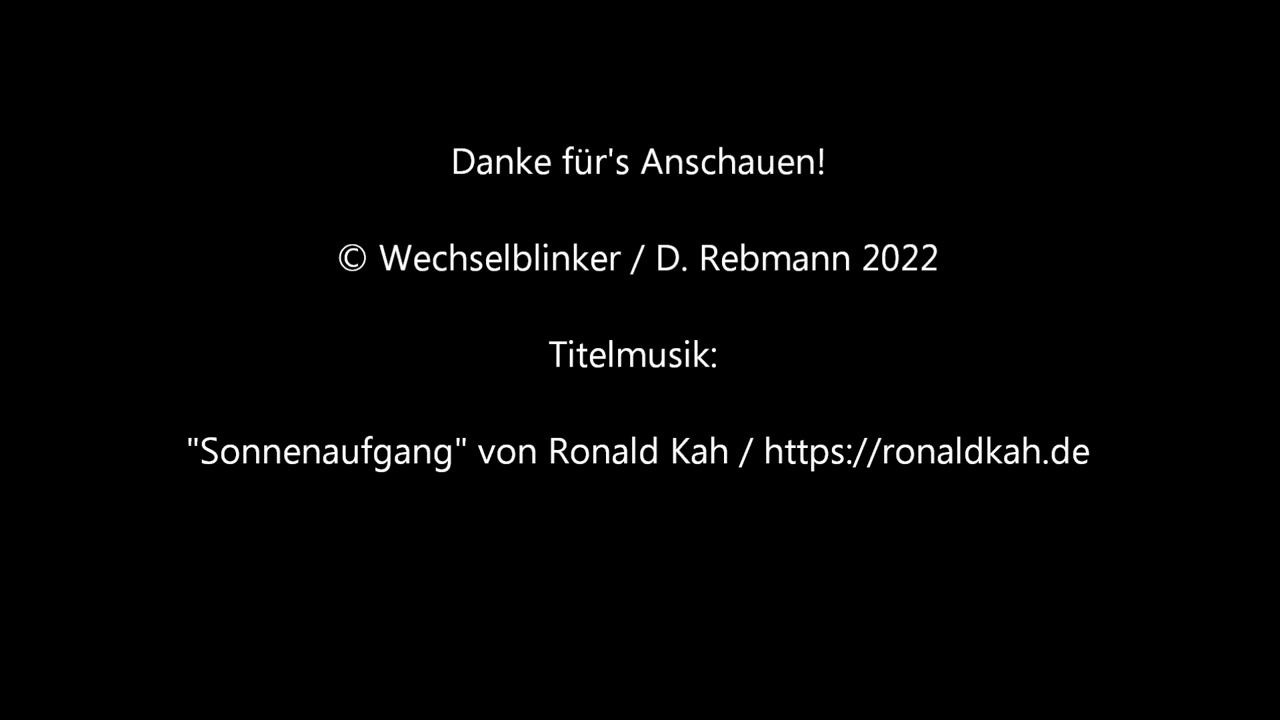 Danke für's Anschauen!
© Wechselblinker / D. Rebmann 2022
Titelmusik:
"Sonnenaufgang" von Ronald Kah / https://ronaldkah.de